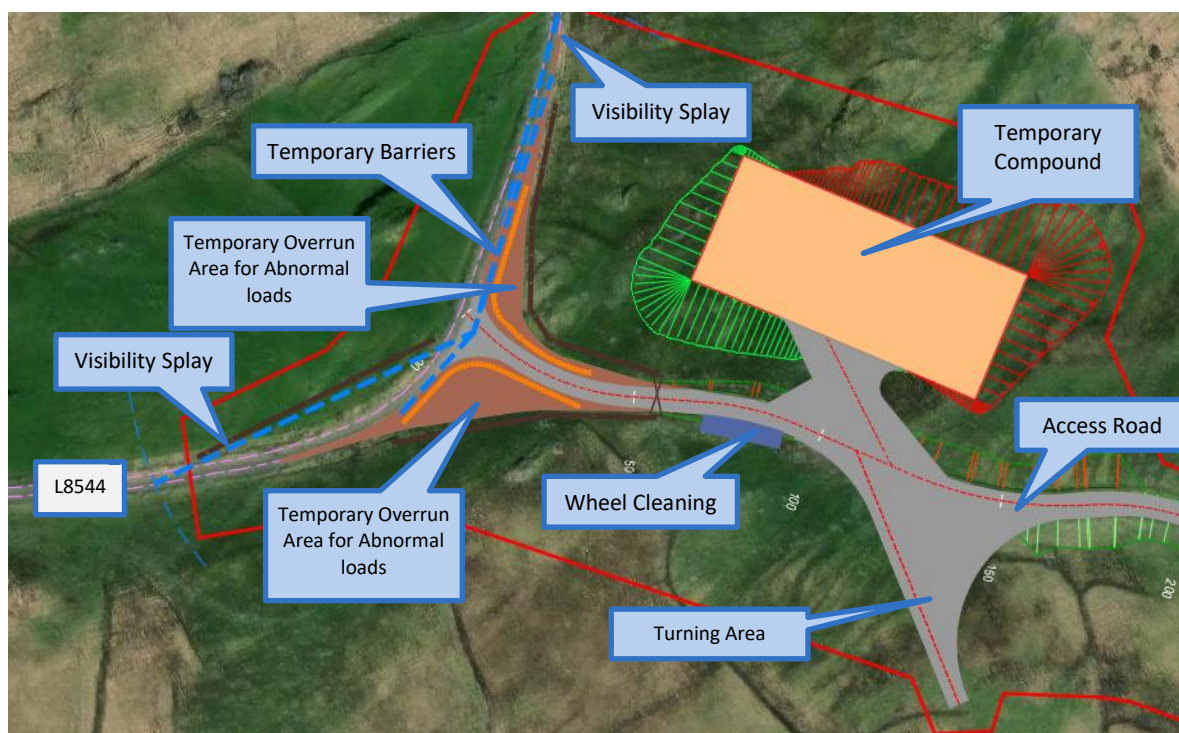 Visibility Splay
Temporary
Compound
Temporary Barriers
Temporary Overrun
Area for Abnormal
loads
Visibility Splay
L8544
Access Road
Wheel Cleaning
Temporary Overrun
Area for Abnormal
loads
Turning Area
50
100
150
200